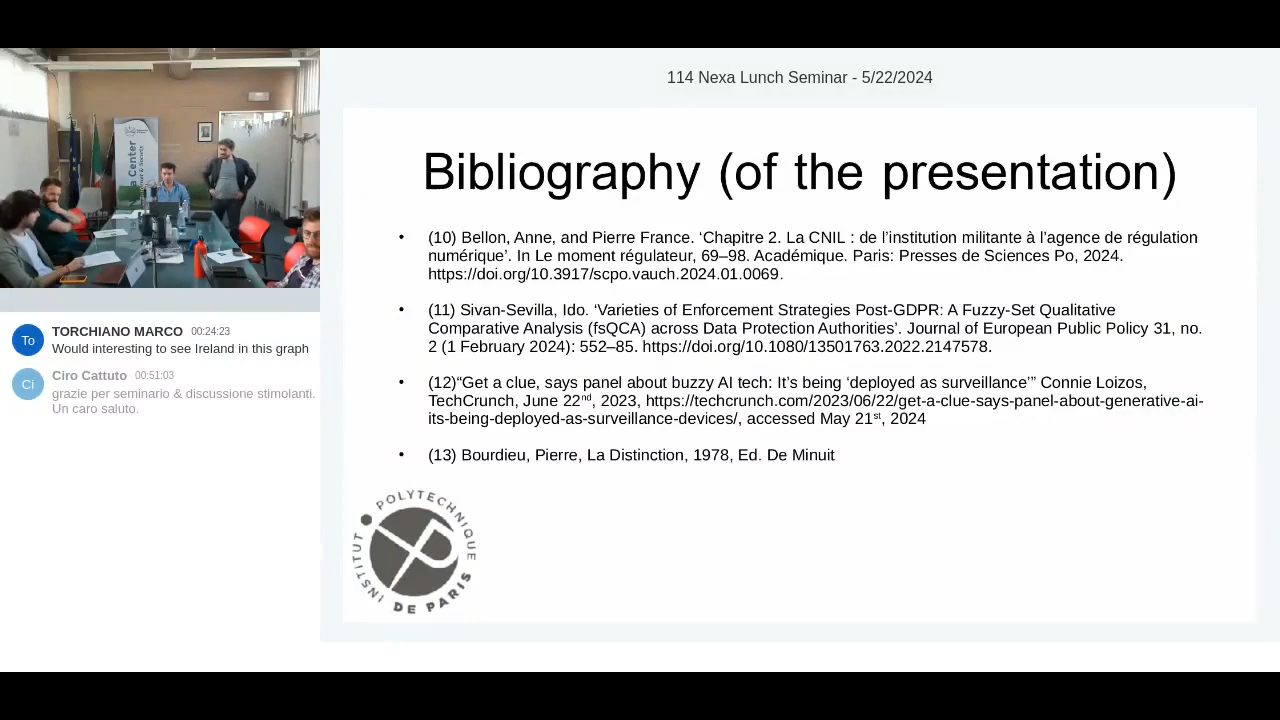 114 Nexa Lunch Seminar - 5/22/2024
a Center
Bibliography (of the presentation)
• (10) Bellon, Anne, and Pierre France. ‘Chapitre 2. La CNIL : de l’institution militante à l’agence de régulation
numérique’. In Le moment régulateur, 69–98. Académique. Paris: Presses de Sciences Po, 2024.
https://doi.org/10.3917/scpo.vauch.2024.01.0069.
• (11) Sivan-Sevilla, Ido. ‘Varieties of Enforcement Strategies Post-GDPR: A Fuzzy-Set Qualitative
Comparative Analysis (fsQCA) across Data Protection Authorities’. Journal of European Public Policy 31, no.
2 (1 February 2024): 552–85. https://doi.org/10.1080/13501763.2022.2147578.
• (12)“Get a clue, says panel about buzzy AI tech: It’s being ‘deployed as surveillance’” Connie Loizos,
TechCrunch, June 22nd, 2023, https://techcrunch.com/2023/06/22/get-a-clue-says-panel-about-generative-ai-
its-being-deployed-as-surveillance-devices/, accessed May 21st, 2024
• (13) Bourdieu, Pierre, La Distinction, 1978, Ed. De Minuit
INSTITUT POLYTECHNIQUE
DE PARIS
To
TORCHIANO MARCO 00:24:23
Would interesting to see Ireland in this graph
Ci
Ciro Cattuto 00:51:03
grazie per seminario & discussione stimolanti.
Un caro saluto.